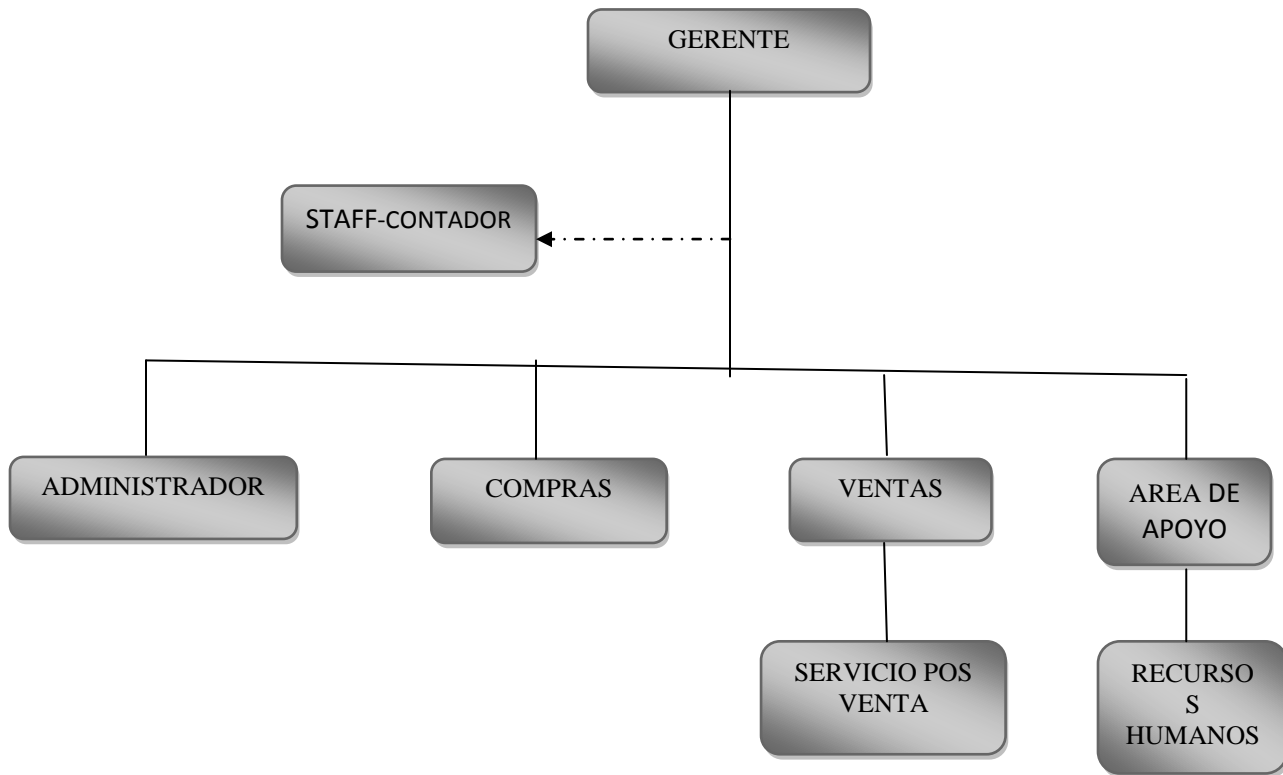 GERENTE
STAFF-CONTADOR
ADMINISTRADOR
COMPRAS
VENTAS
AREA DE
APOYO
SERVICIO POS
VENTA
RECURSO
S
HUMANOS